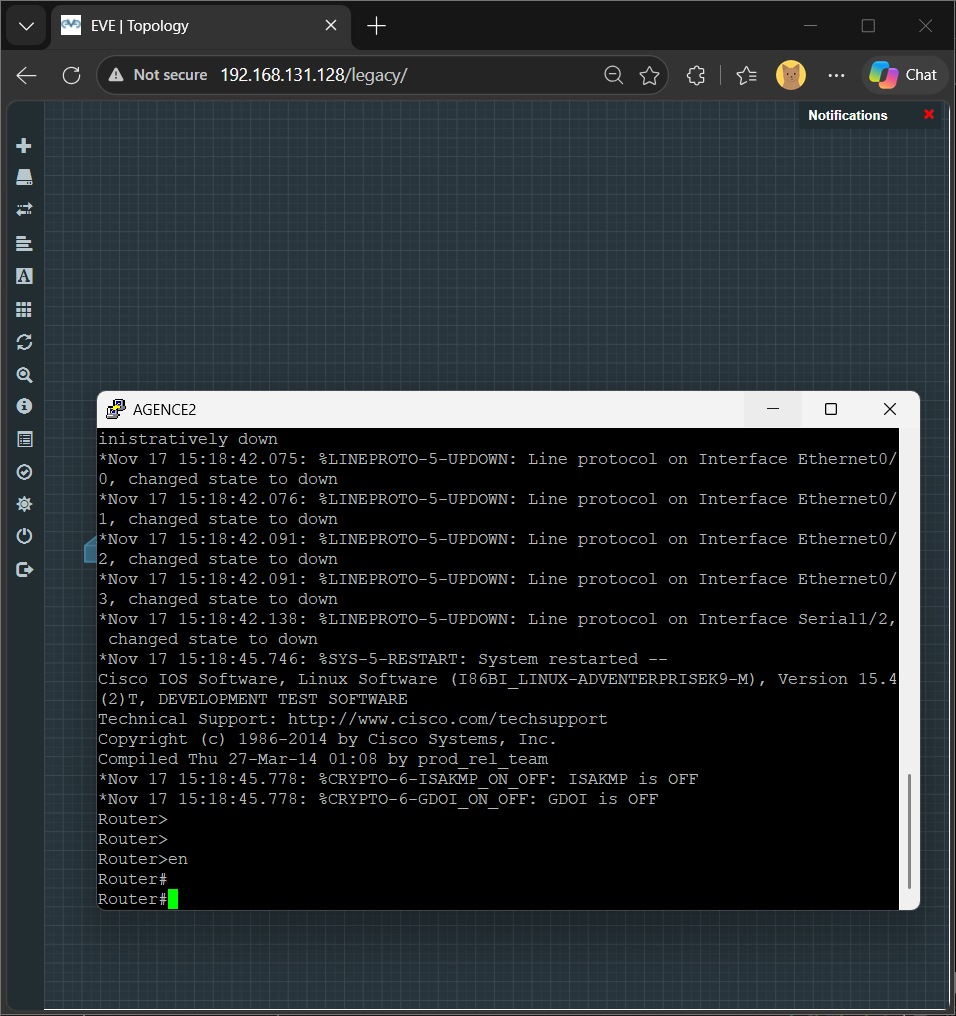 EVE | Topology
Not secure 192.168.131.128/legacy/
Chat
Notifications
A
AGENCE2
inistratively down
*Nov 17 15:18:42.075: %LINEPROTO-5-UPDOWN: Line protocol on Interface Ethernet0/
0, changed state to down
*Nov 17 15:18:42.076: %LINEPROTO-5-UPDOWN: Line protocol on Interface Ethernet0/
1, changed state to down
*Nov 17 15:18:42.091: %LINEPROTO-5-UPDOWN: Line protocol on Interface Ethernet0/
2, changed state to down
*Nov 17 15:18:42.091: %LINEPROTO-5-UPDOWN: Line protocol on Interface Ethernet0/
3, changed state to down
*Nov 17 15:18:42.138: %LINEPROTO-5-UPDOWN: Line protocol on Interface Serial1/2,
 changed state to down
*Nov 17 15:18:45.746: %SYS-5-RESTART: System restarted --
Cisco IOS Software, Linux Software (I86BI_LINUX-ADVENTERPRISEK9-M), Version 15.4
(2)T, DEVELOPMENT TEST SOFTWARE
Technical Support: http://www.cisco.com/techsupport
Copyright (c) 1986-2014 by Cisco Systems, Inc.
Compiled Thu 27-Mar-14 01:08 by prod_rel_team
*Nov 17 15:18:45.778: %CRYPTO-6-ISAKMP_ON_OFF: ISAKMP is OFF
*Nov 17 15:18:45.778: %CRYPTO-6-GDOI_ON_OFF: GDOI is OFF
Router>
Router>
Router>en
Router#
Router#